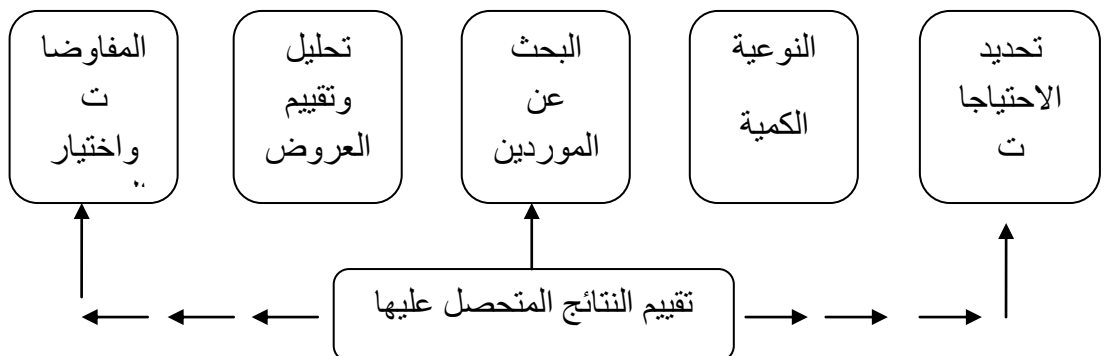 تحديد
الاحتياجا
ت
النوعية
الكمية
البحث
عن
الموردين
تحليل
وتقييم
العروض
المفاوضا
ت
واختيار
تقييم النتائج المتحصل عليها